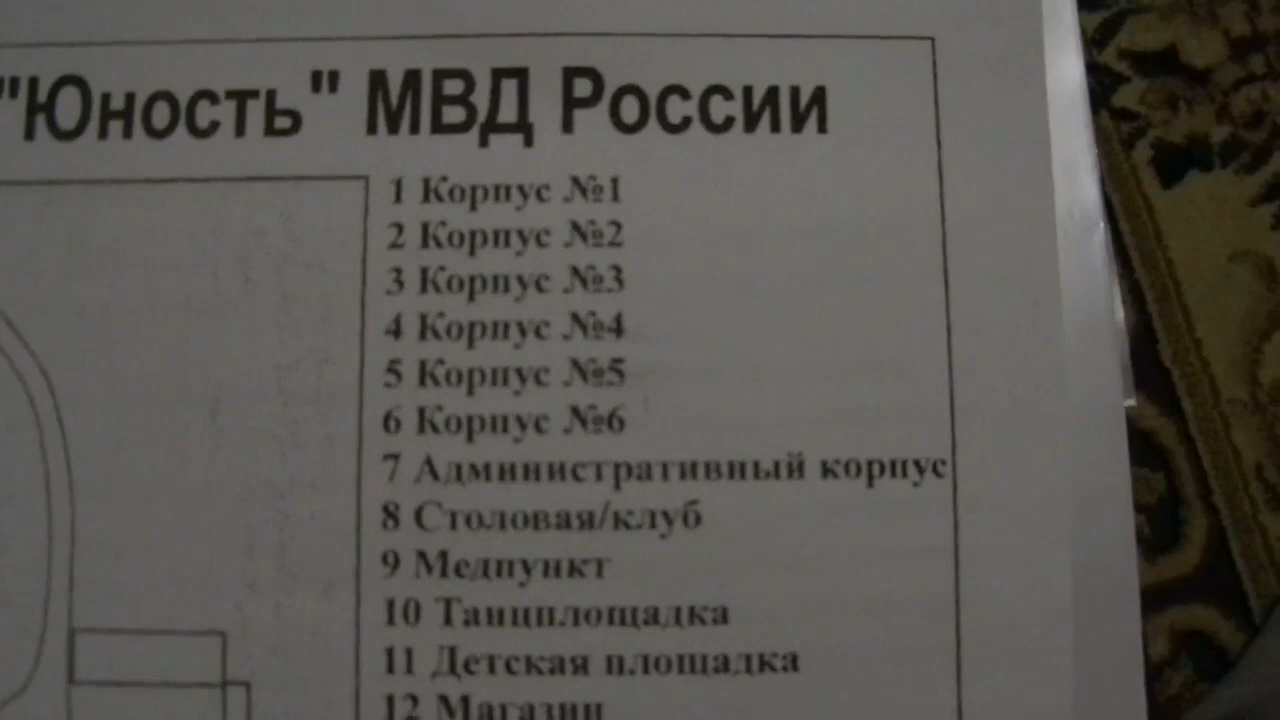 "Юность" МВД России
1 Корпус №1
2 Корпус №2
3 Корпус №3
4 Корпус №4
5 Корпус №5
6 Корпус №6
7 Административный корпус
8 Столовая/клуб
9 Медпункт
10 Танцплощадка
11 Детская площадка
12 Магазин